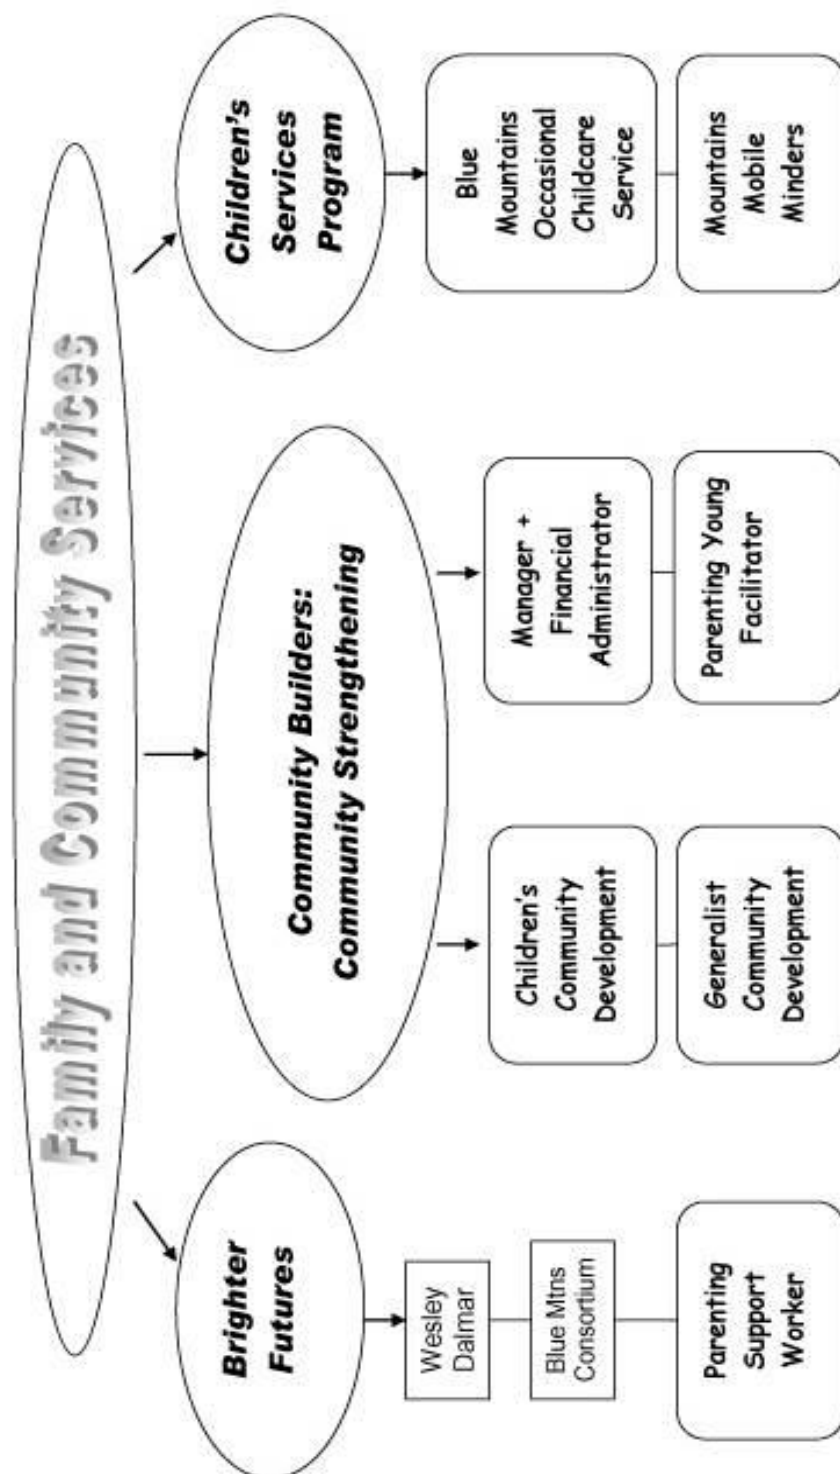 Family and Community Services
Brighter
Futures
Community Builders:
Community Strengthening
Children's
Services
Program
Wesley
Dalmar
Blue Mtns
Consortium
Parenting
Support
Worker
Children's
Community
Development
Generalist
Community
Development
Manager +
Financial
Administrator
Parenting Young
Facilitator
Blue
Mountains
Occasional
Childcare
Service
Mountains
Mobile
Minders